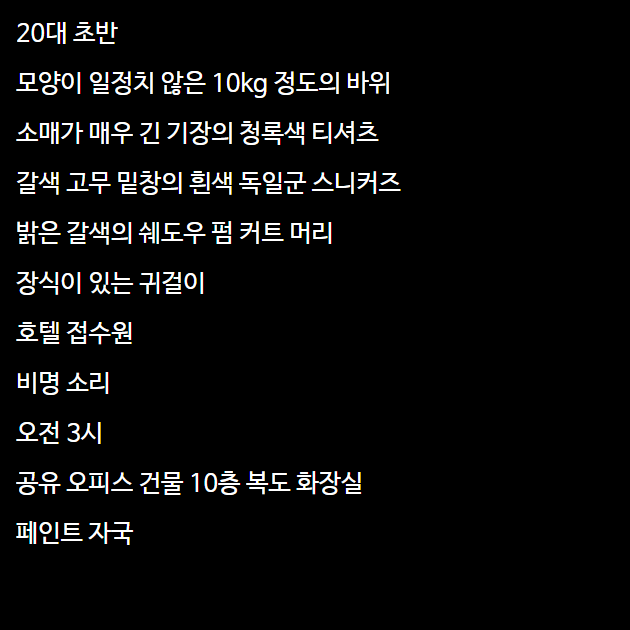 20대 초반
모양이 일정치 않은 10kg 정도의 바위
소매가 매우 긴 기장의 청록색 티셔츠
갈색 고무 밑창의 흰색 독일군 스니커즈
밝은 갈색의 쉐도우 펌 커트 머리
장식이 있는 귀걸이
호텔 접수원
비명 소리
오전 3시
공유 오피스 건물 10층 복도 화장실
페인트 자국